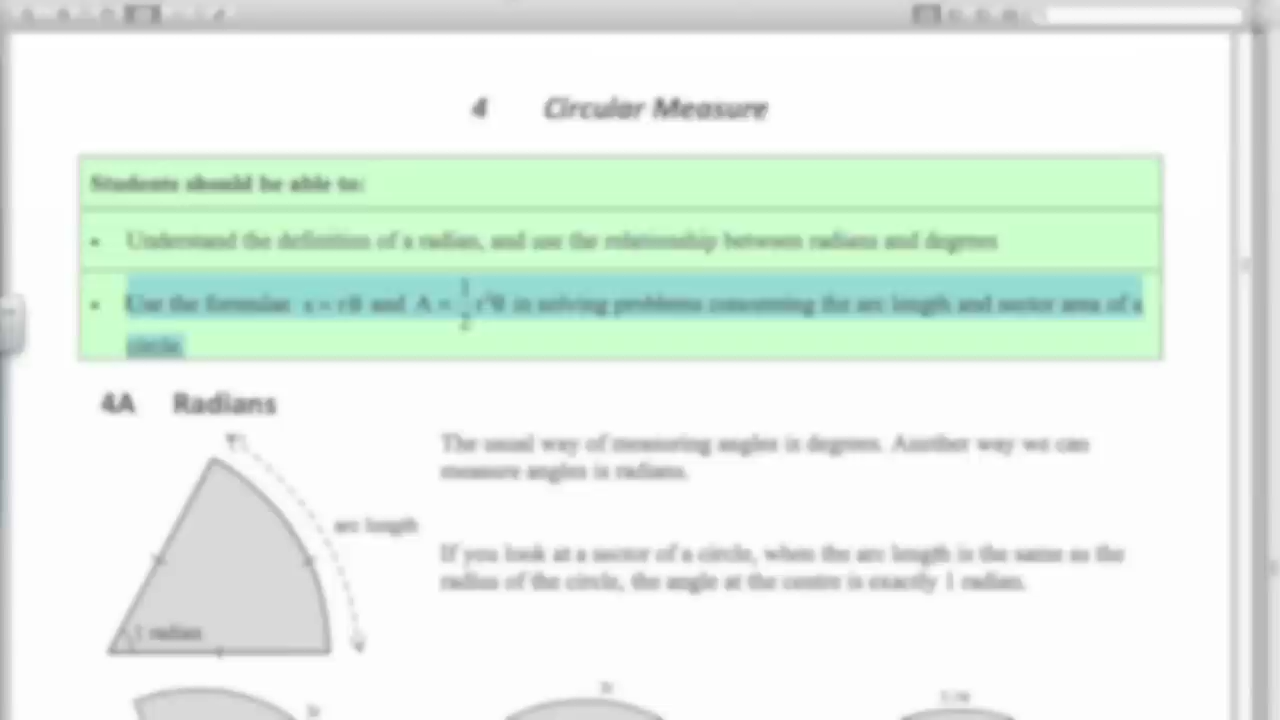 4 Circular Measure
Students should be able to:
• Understand the definition of a radian, and use the relationship between radians and degrees
• Use the formulas s = rθ and A = 1/2 r²θ in solving problems concerning the arc length and sector area of a
circle.
4A Radians
The usual way of measuring angles is degrees. Another way we can
measure angles is radians.
arc length
If you look at a sector of a circle, when the arc length is the same as the
radius of the circle, the angle at the centre is exactly 1 radian.
1 radian